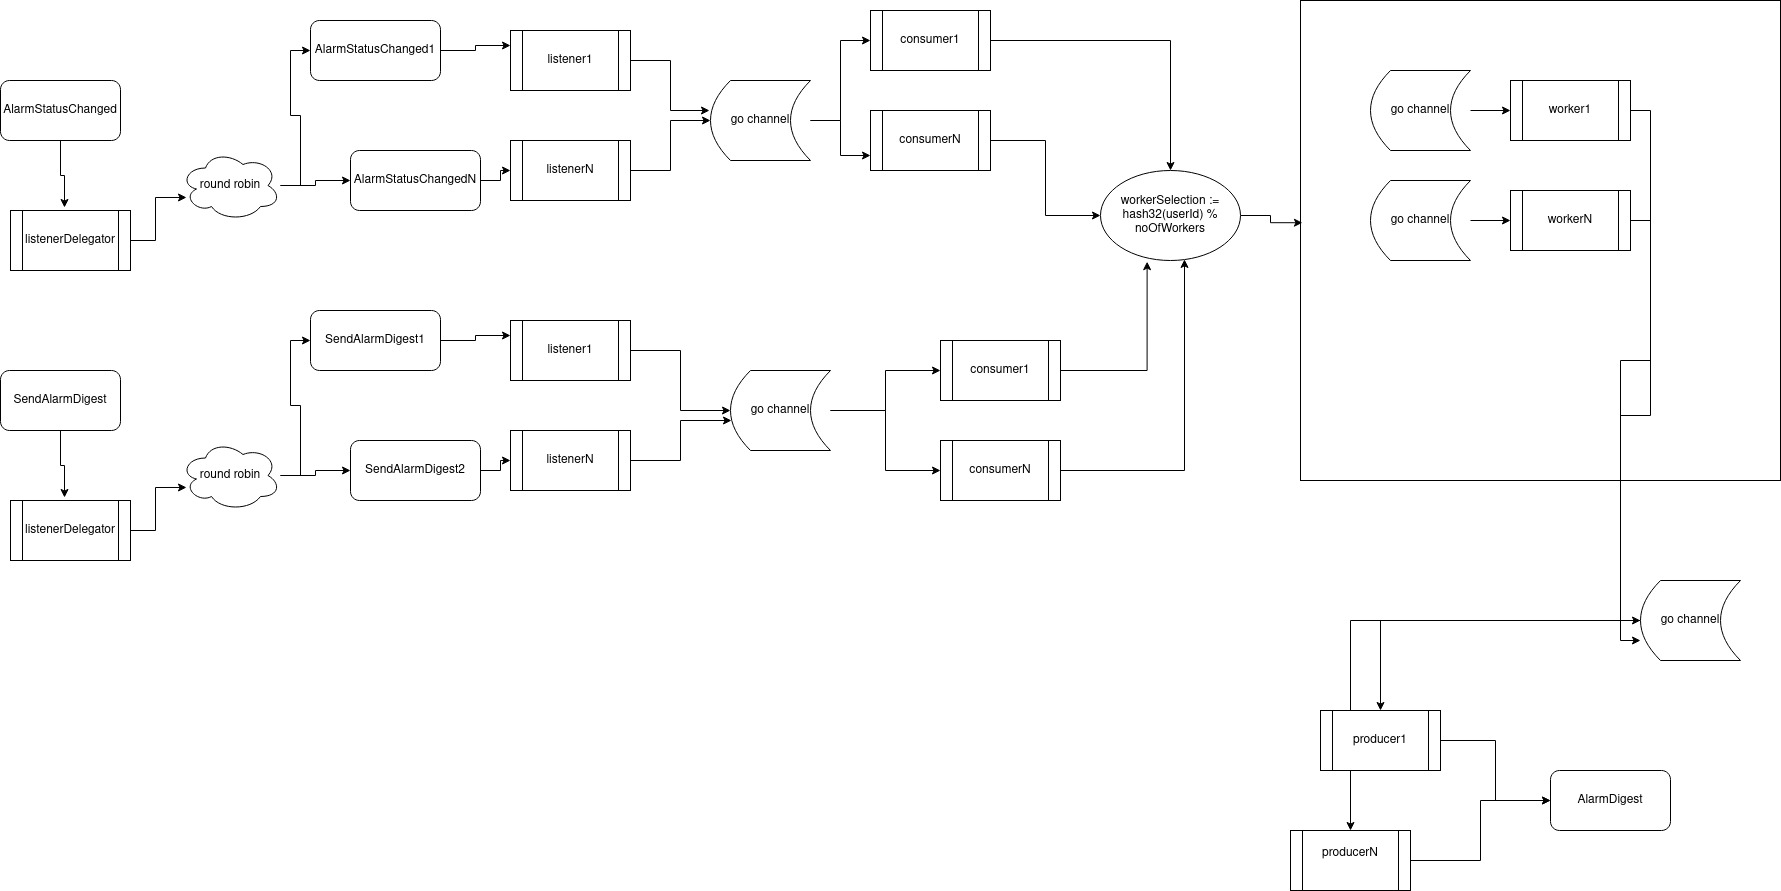 AlarmStatusChanged
listenerDelegator
round robin
AlarmStatusChanged1
AlarmStatusChangedN
listener1
listenerN
go channel
consumer1
consumerN
workerSelection :=
hash32(userId) %
noOfWorkers
go channel
worker1
go channel
workerN
SendAlarmDigest
listenerDelegator
round robin
SendAlarmDigest1
SendAlarmDigest2
listener1
listenerN
go channel
consumer1
consumerN
go channel
producer1
producerN
AlarmDigest